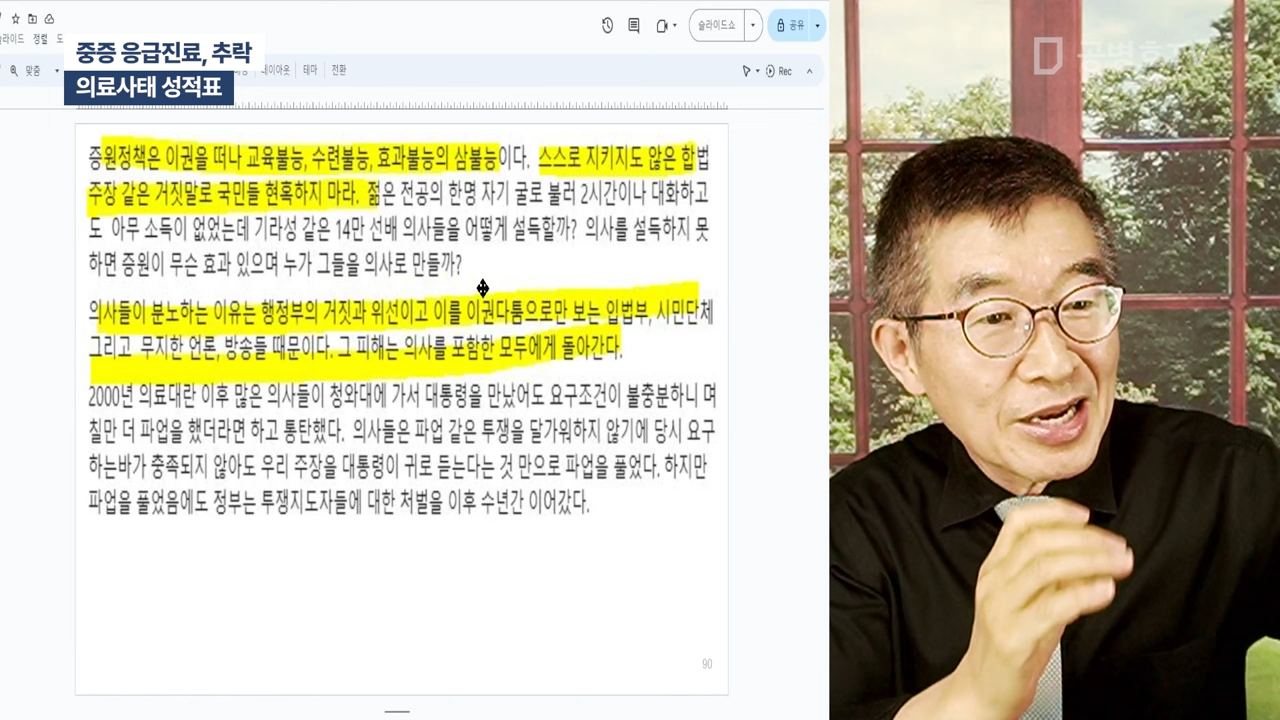 슬라이드쇼
공유
중증 응급진료, 추락
의료사태 성적표
슬라이드 정렬
맞춤
테마
전환
Rec
증원정책은 이권을 떠나 교육불능, 수련불능, 효과불능의 삼불능이다. 스스로 지키지도 않은 합법
주장 같은 거짓말로 국민들 현혹하지 마라. 젊은 전공의 한명 자기 굴로 불러 2시간이나 대화하고
도 아무 소득이 없었는데 기라성 같은 14만 선배 의사들을 어떻게 설득할까? 의사를 설득하지 못
하면 증원이 무슨 효과 있으며 누가 그들을 의사로 만들까?
의사들이 분노하는 이유는 행정부의 거짓과 위선이고 이를 이권다툼으로만 보는 입법부, 시민단체
그리고 무지한 언론, 방송들 때문이다. 그 피해는 의사를 포함한 모두에게 돌아간다.
2000년 의료대란 이후 많은 의사들이 청와대에 가서 대통령을 만났어도 요구조건이 불충분하니 며
칠만 더 파업을 했더라면 하고 통탄했다. 의사들은 파업 같은 투쟁을 달가워하지 않기에 당시 요구
하는바가 충족되지 않아도 우리 주장을 대통령이 귀로 듣는다는 것 만으로 파업을 풀었다. 하지만
파업을 풀었음에도 정부는 투쟁지도자들에 대한 처벌을 이후 수년간 이어갔다.
90